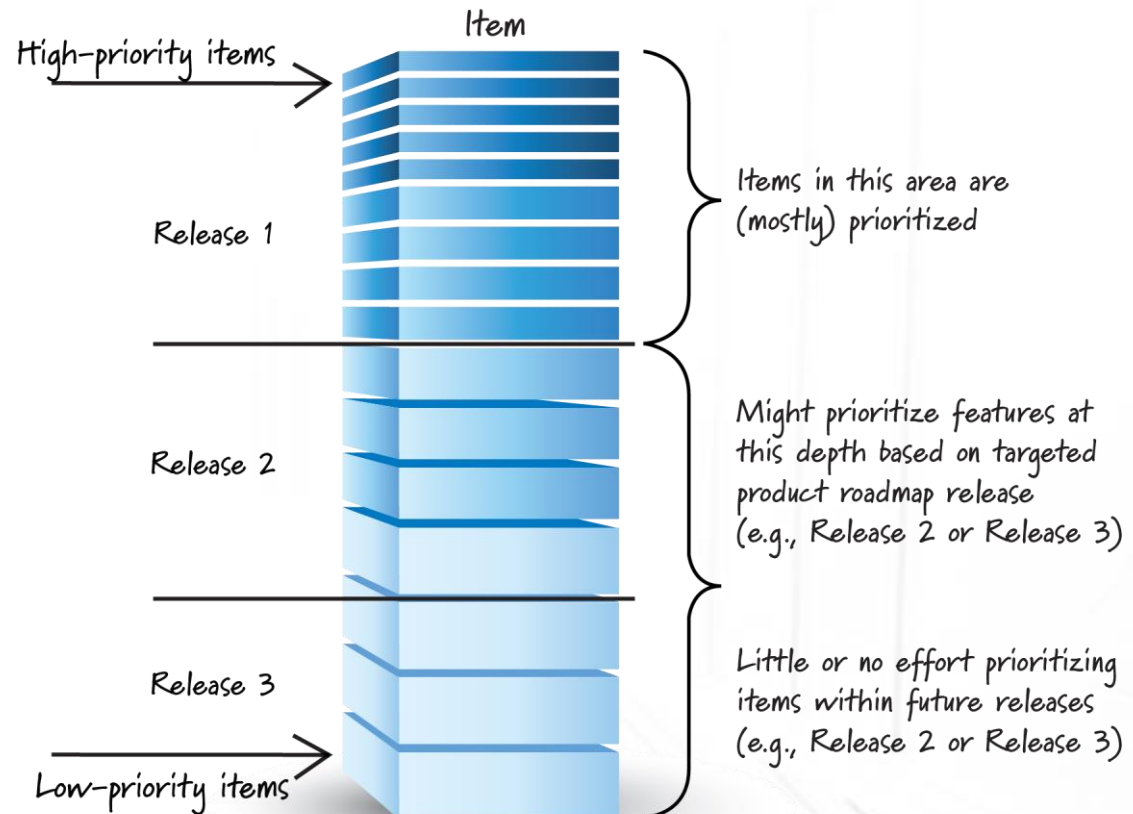 Item
High-priority items
Release 1
Items in this area are
(mostly) prioritized
Release 2
Might prioritize features at
this depth based on targeted
product roadmap release
(e.g., Release 2 or Release 3)
Release 3
Little or no effort prioritizing
items within future releases
(e.g., Release 2 or Release 3)
Low-priority items